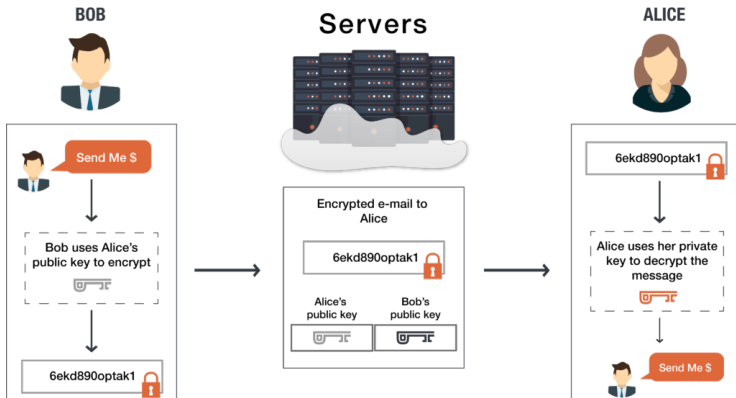 BOB
Send Me $
Bob uses Alice's
public key to encrypt
6ekd890optak1
Servers
Encrypted e-mail to
Alice
6ekd890optak1
Alice's
public key
Bob's
public key
ALICE
6ekd890optak1
Alice uses her private
key to decrypt the
message
Send Me $